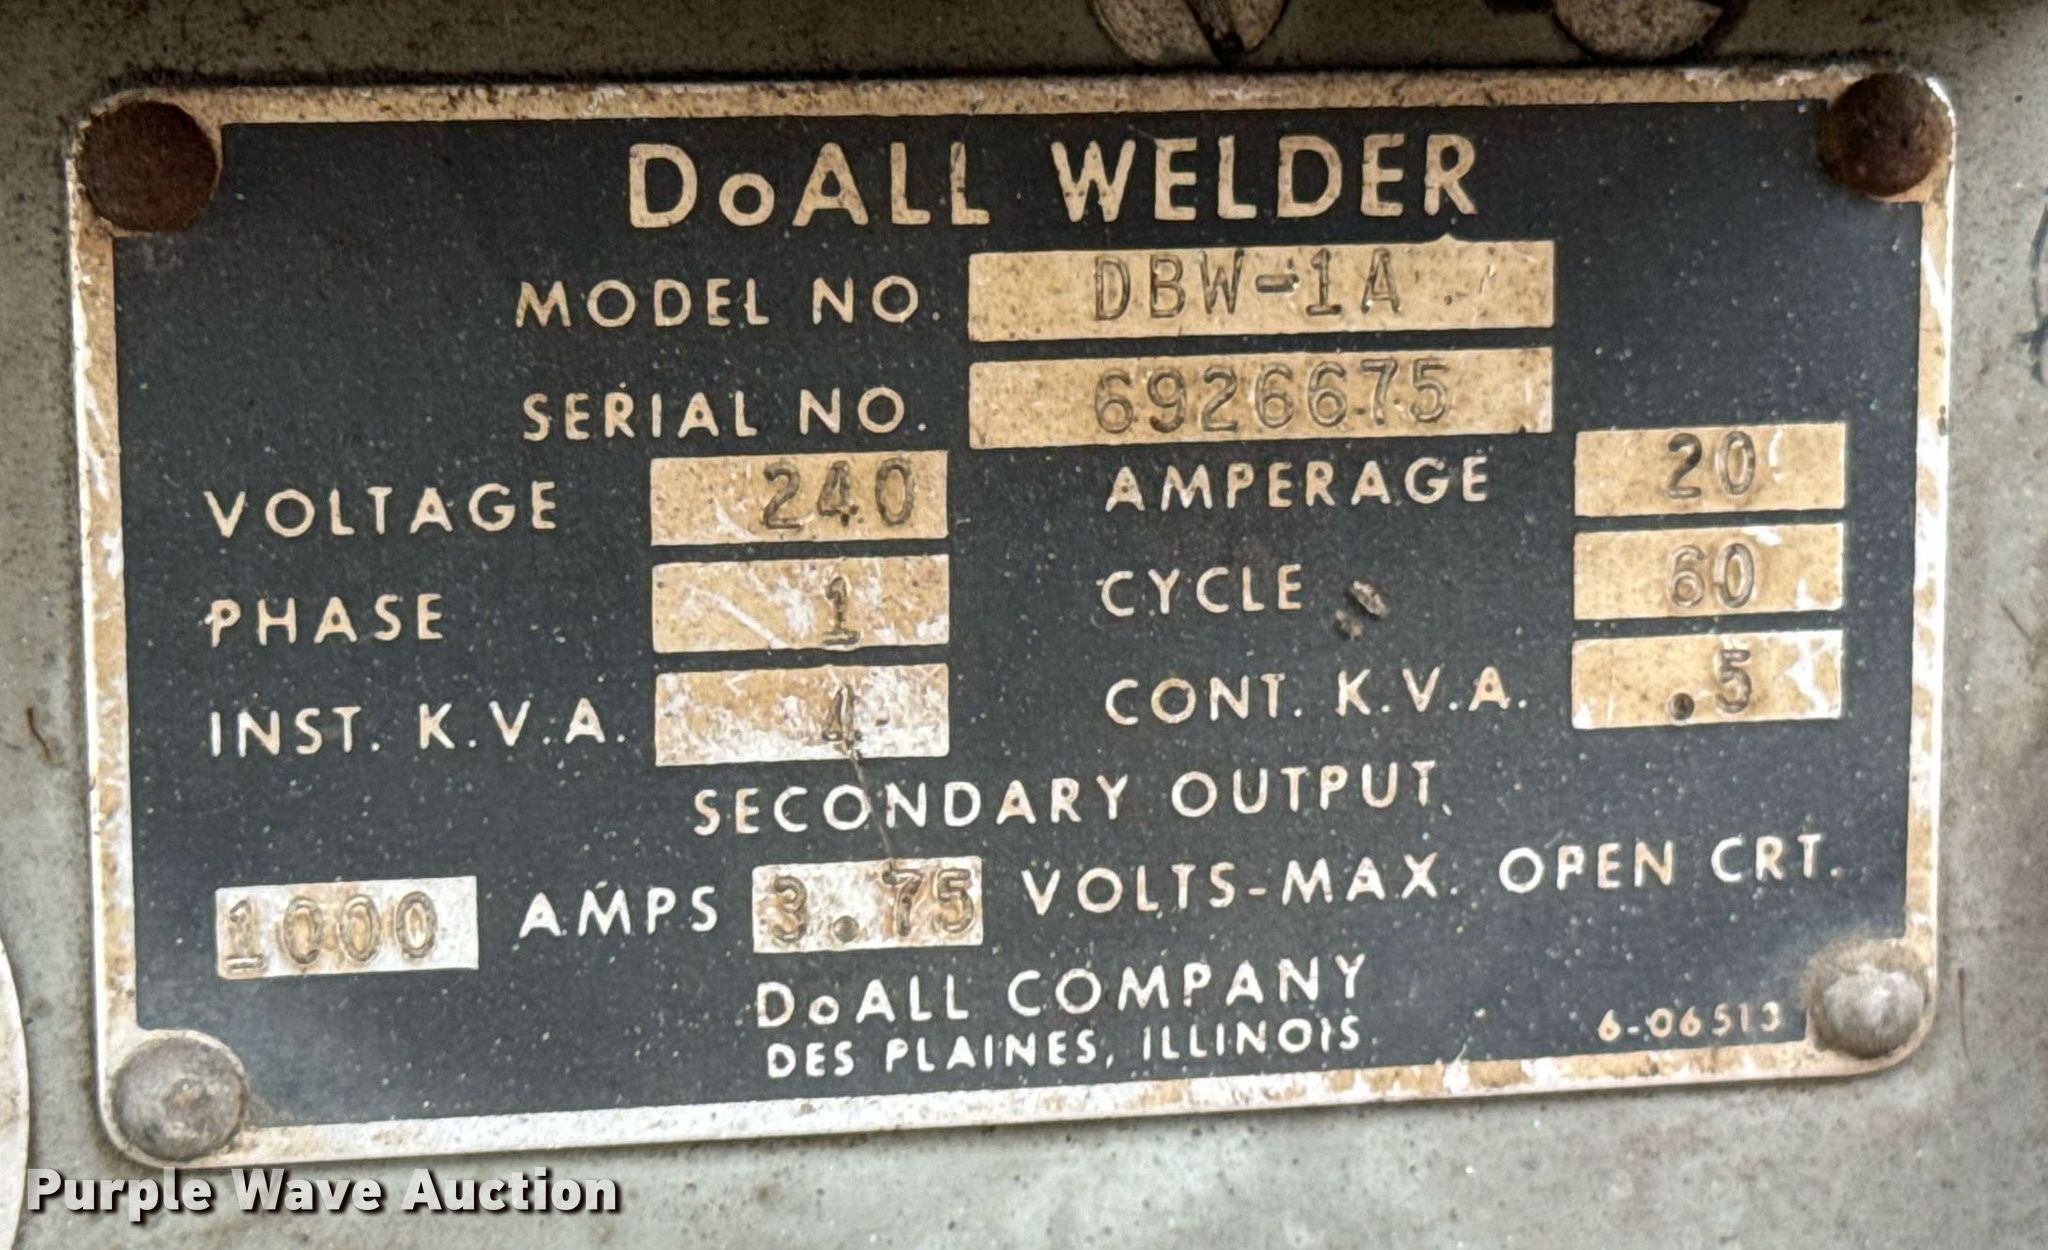 DoALL WELDER
MODEL NO. DBW-1A
SERIAL NO. 6926675
VOLTAGE 240 AMPERAGE 20
PHASE 1 CYCLE 60
INST. K.V.A. 4 CONT. K.V.A. .5
SECONDARY OUTPUT
1000 AMPS 3.75 VOLTS-MAX. OPEN CRT.
DoALL COMPANY
DES PLAINES, ILLINOIS
6-06513
Purple Wave Auction